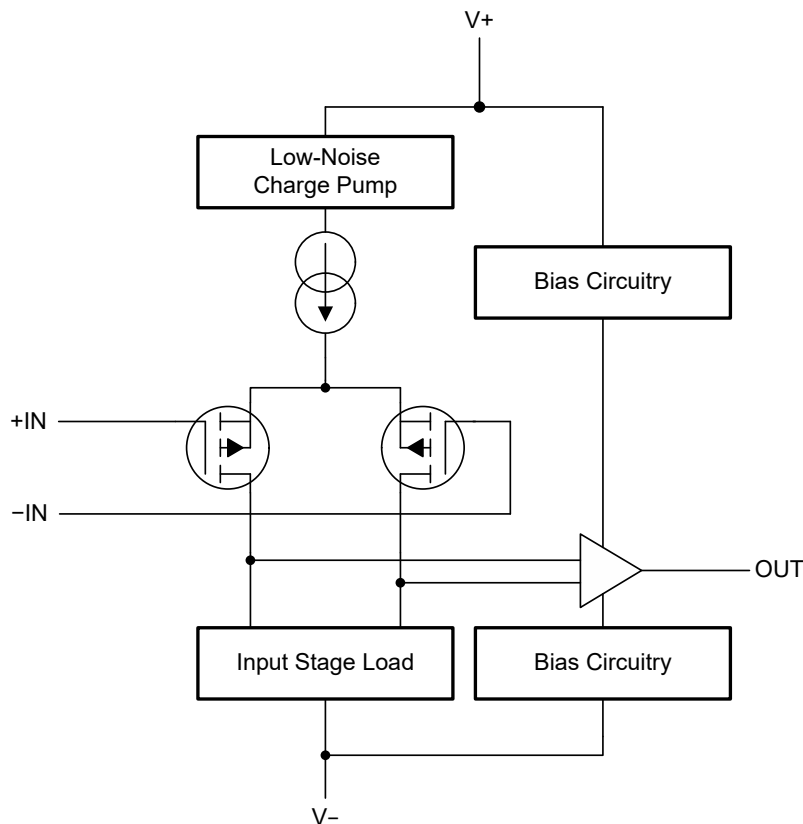 V+
Low-Noise
Charge Pump
Bias Circuitry
+IN
−IN
OUT
Input Stage Load
Bias Circuitry
V−